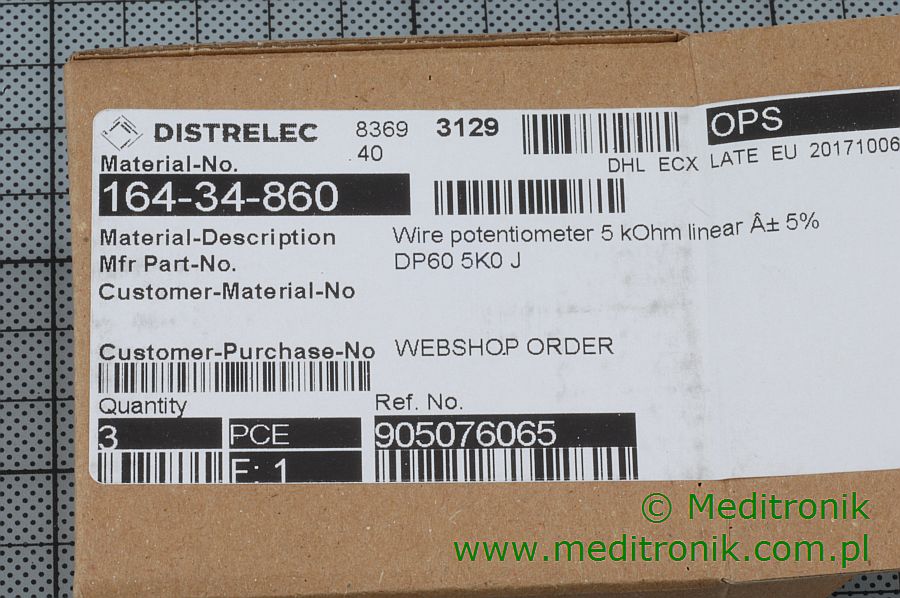 DISTRELEC
8369
40
3129
OPS
DHL ECX LATE EU 20171006
Material-No.
164-34-860
Material-Description Wire potentiometer 5 kOhm linear Â± 5%
Mfr Part-No. DP60 5K0 J
Customer-Material-No
Customer-Purchase-No WEBSHOP ORDER
Quantity
3 PCE
F: 1
Ref. No.
905076065
© Meditronik
www.meditronik.com.pl